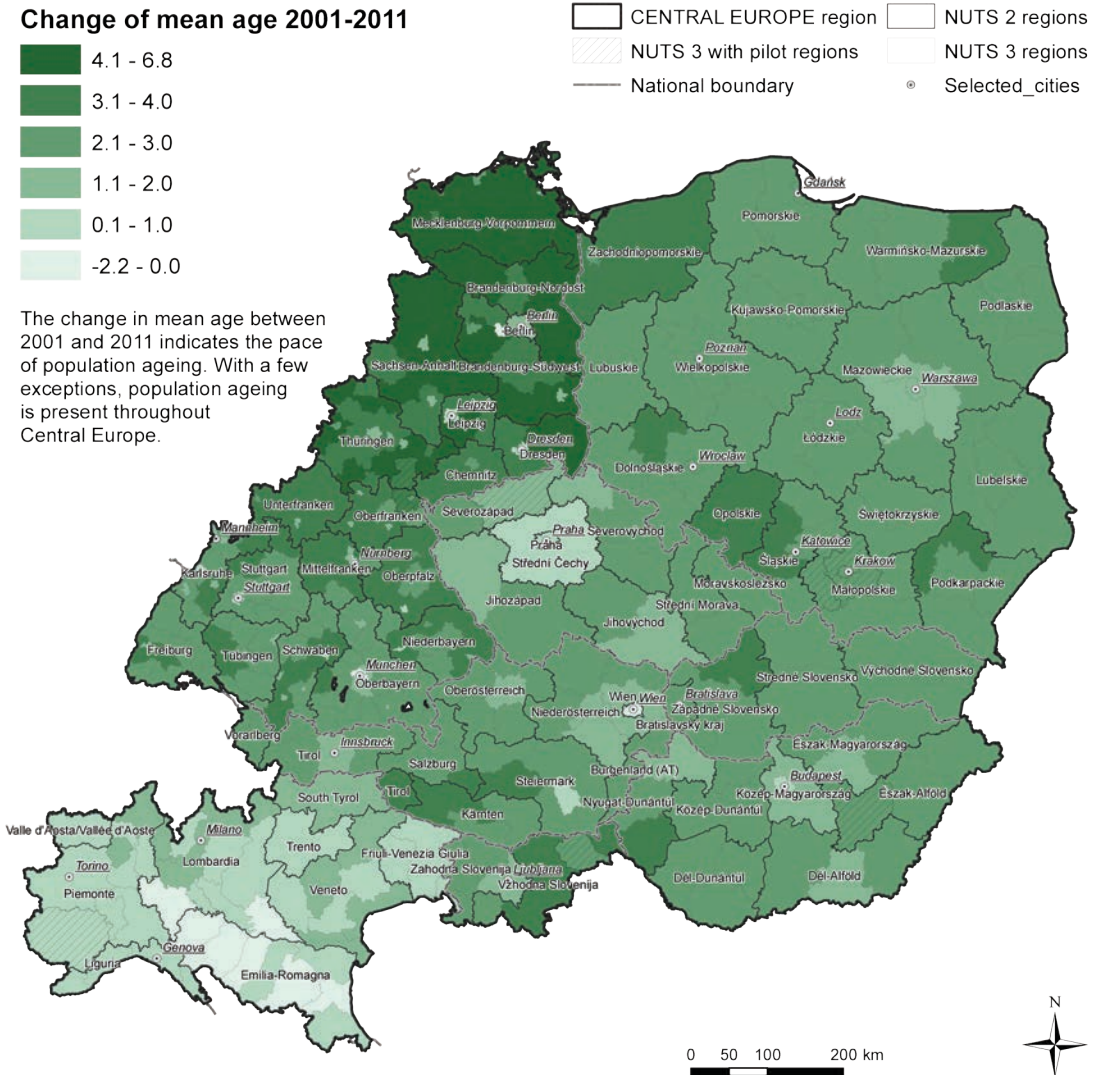 Change of mean age 2001-2011
4.1 - 6.8
3.1 - 4.0
2.1 - 3.0
1.1 - 2.0
0.1 - 1.0
-2.2 - 0.0
The change in mean age between
2001 and 2011 indicates the pace
of population ageing. With a few
exceptions, population ageing
is present throughout
Central Europe.
CENTRAL EUROPE region
NUTS 2 regions
NUTS 3 with pilot regions
NUTS 3 regions
National boundary
Selected_cities
Gdańsk
Pomorskie
Mecklenburg-Vorpommern
Zachodniopomorskie
Warmińsko-Mazurskie
Brandenburg-Nordost
Podlaskie
Kujawsko-Pomorskie
Berlin
Berlin
Poznań
Sachsen-Anhalt
Brandenburg-Südwest
Lubuskie
Wielkopolskie
Mazowieckie
Warszawa
Leipzig
Leipzig
Łódzkie
Thüringen
Dresden
Dresden
Wrocław
Dolnośląskie
Chemnitz
Lubelskie
Unterfranken
Oberfranken
Severozápad
Opolskie
Świętokrzyskie
Mannheim
Praha
Praha
Severovýchod
Nürnberg
Katowice
Karlsruhe
Stuttgart
Mittelfranken
Střední Čechy
Śląskie
Kraków
Stuttgart
Oberpfalz
Moravskoslezsko
Małopolskie
Podkarpackie
Jihozápad
Střední Morava
Jihovýchod
Freiburg
Tübingen
Schwaben
Niederbayern
München
Oberbayern
Oberösterreich
Stredné Slovensko
Východné Slovensko
Wien
Wien
Bratislava
Niederösterreich
Západné Slovensko
Bratislavský kraj
Vorarlberg
Innsbruck
Tirol
Salzburg
Észak-Magyarország
Burgenland (AT)
Budapest
South Tyrol
Tirol
Steiermark
Közép-Magyarország
Észak-Alföld
Nyugat-Dunántúl
Közép-Dunántúl
Kärnten
Valle d'Aosta/Vallée d'Aoste
Milano
Trento
Friuli-Venezia Giulia
Torino
Lombardia
Zahodna Slovenija
Ljubljana
Piemonte
Veneto
Vzhodna Slovenija
Dél-Dunántúl
Dél-Alföld
Genova
Liguria
Emilia-Romagna
N
0 50 100 200 km